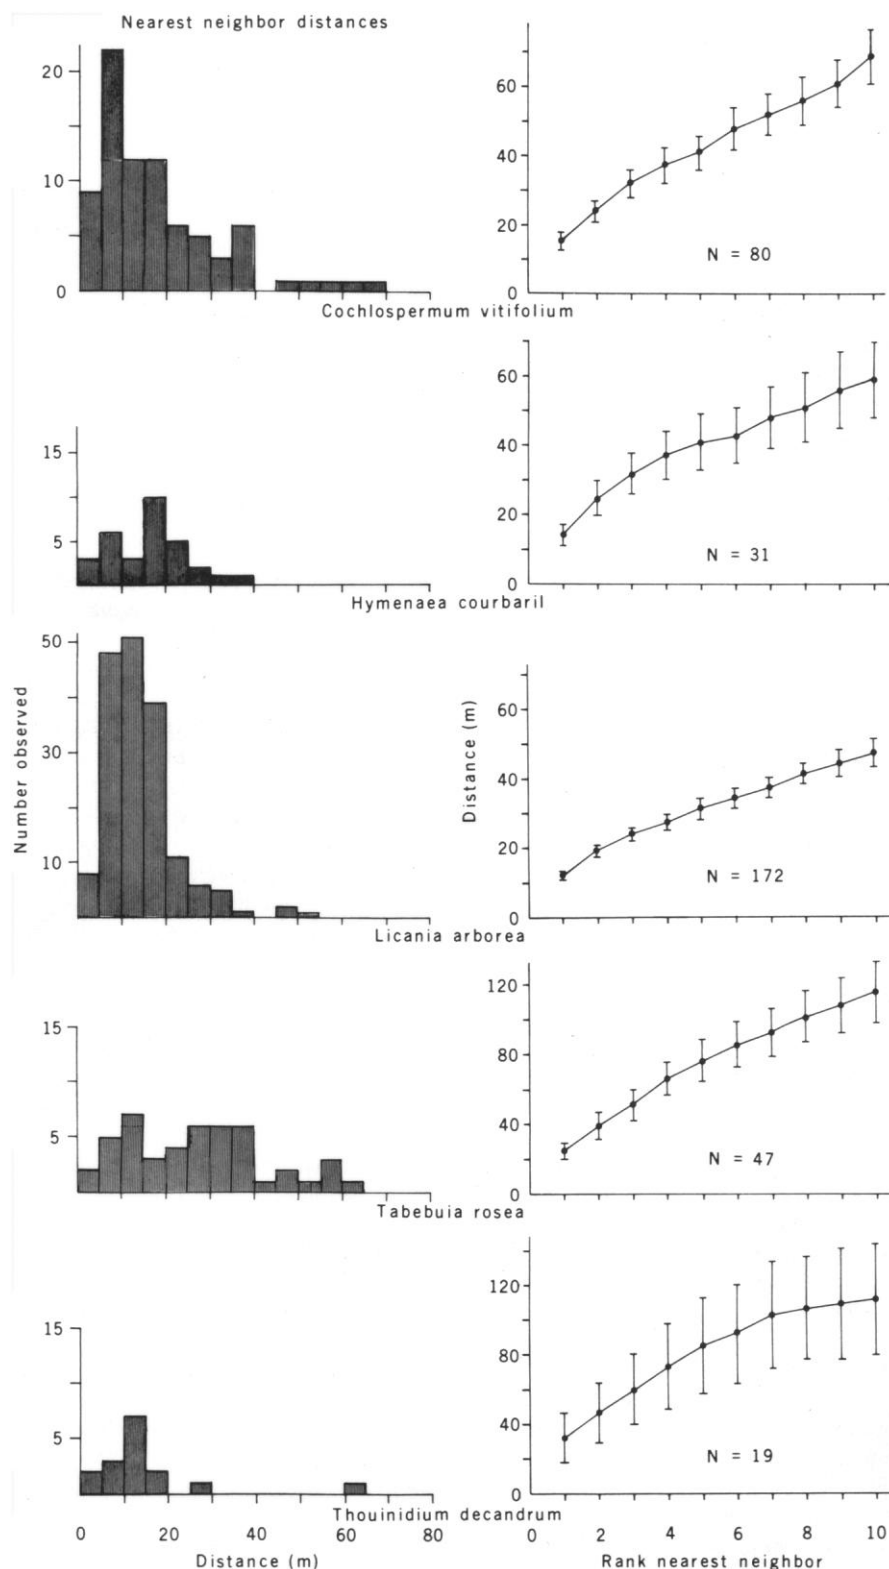 Nearest neighbor distances
20
10
0
60
40
20
0
N = 80
Cochlospermum vitifolium
15
5
60
40
20
0
N = 31
Hymenaea courbaril
Number observed
50
30
10
Distance (m)
60
40
20
0
N = 172
Licania arborea
15
5
120
80
40
0
N = 47
Tabebuia rosea
15
5
120
80
40
0
N = 19
Thouinidium decandrum
0 20 40 60 80
Distance (m)
0 2 4 6 8 10
Rank nearest neighbor